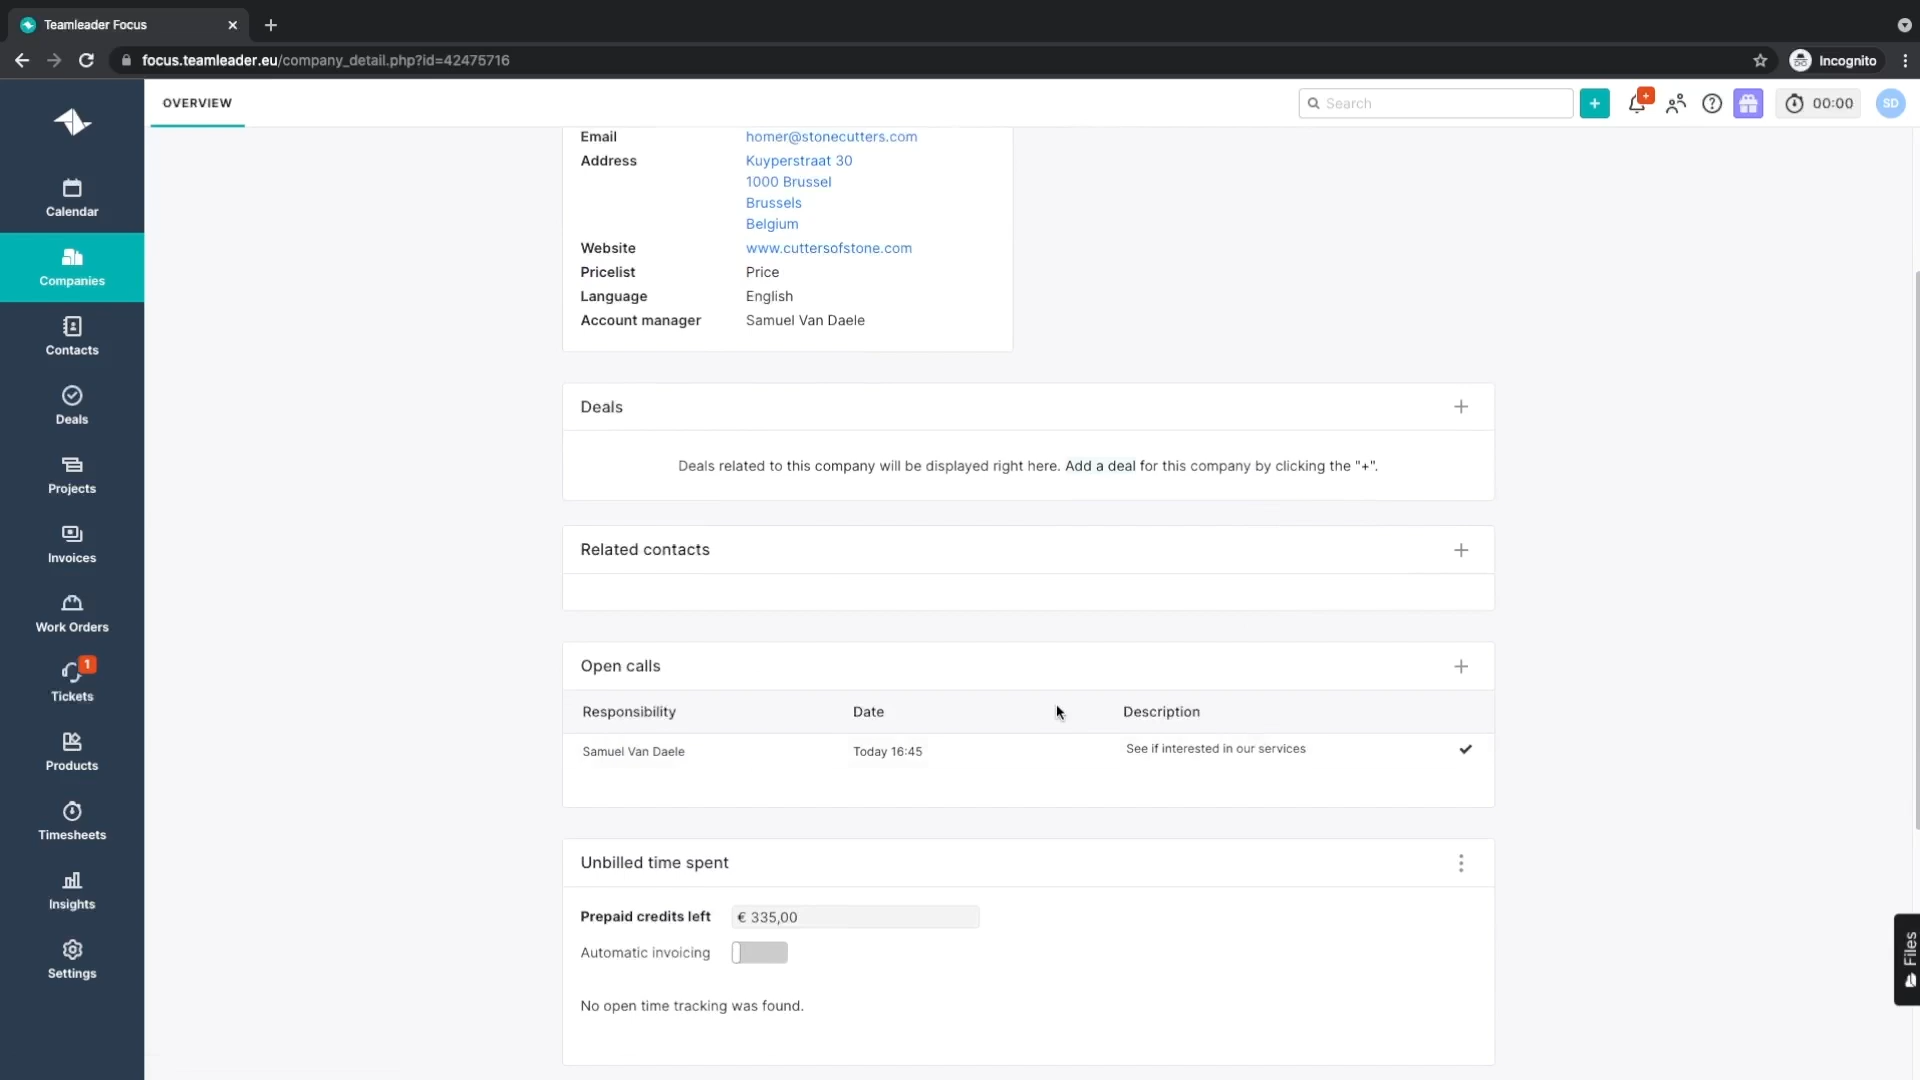 Teamleader Focus
focus.teamleader.eu/company_detail.php?id=42475716
Incognito
OVERVIEW
Search
00:00
SD
Calendar
Companies
Contacts
Deals
Projects
Invoices
Work Orders
1
Tickets
Products
Timesheets
Insights
Settings
Email homer@stonecutters.com
Address Kuyperstraat 30
1000 Brussel
Brussels
Belgium
Website www.cuttersofstone.com
Pricelist Price
Language English
Account manager Samuel Van Daele
Deals
Deals related to this company will be displayed right here. Add a deal for this company by clicking the "+".
Related contacts
Open calls
Responsibility Date Description
Samuel Van Daele Today 16:45 See if interested in our services
Unbilled time spent
Prepaid credits left € 335,00
Automatic invoicing
No open time tracking was found.
Files